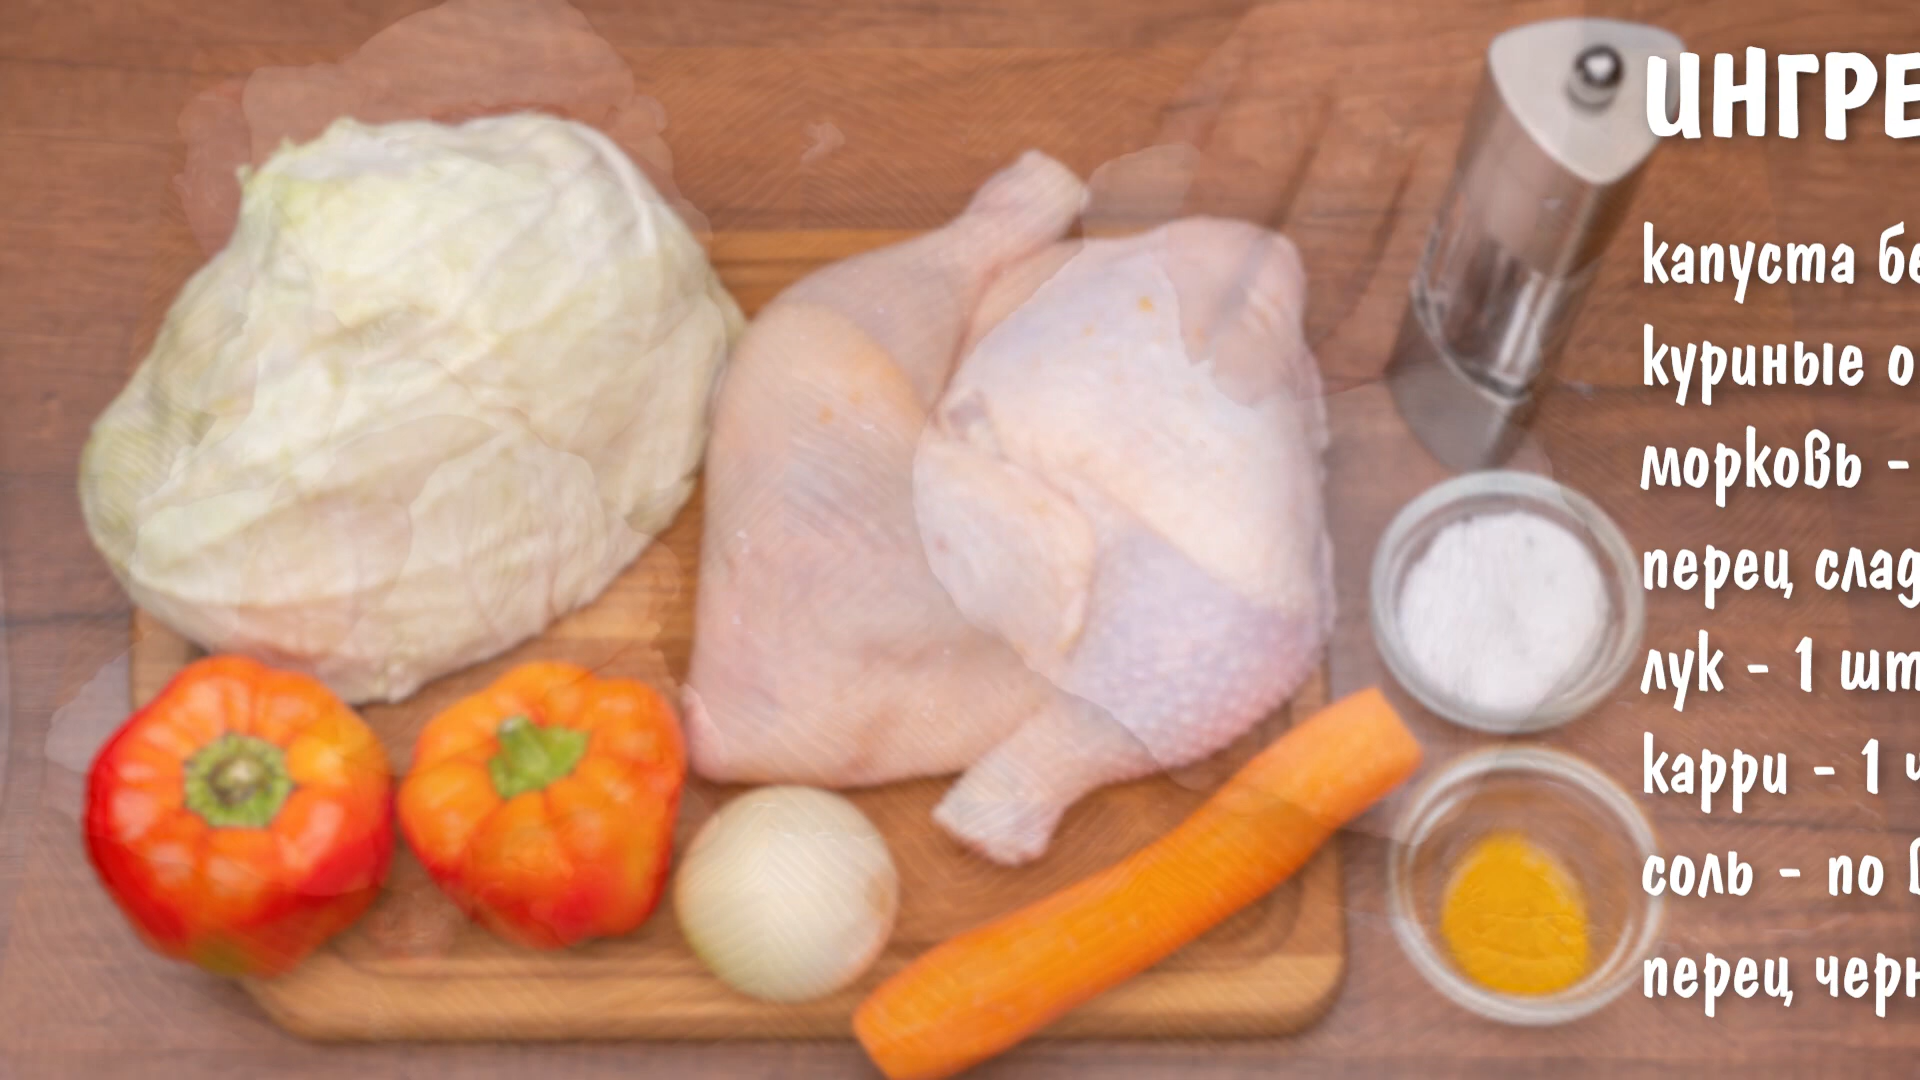 ИНГРЕ
капуста бе
куриные о
морковь -
перец слад
лук - 1 шт
карри - 1 ч
соль - по в
перец черн